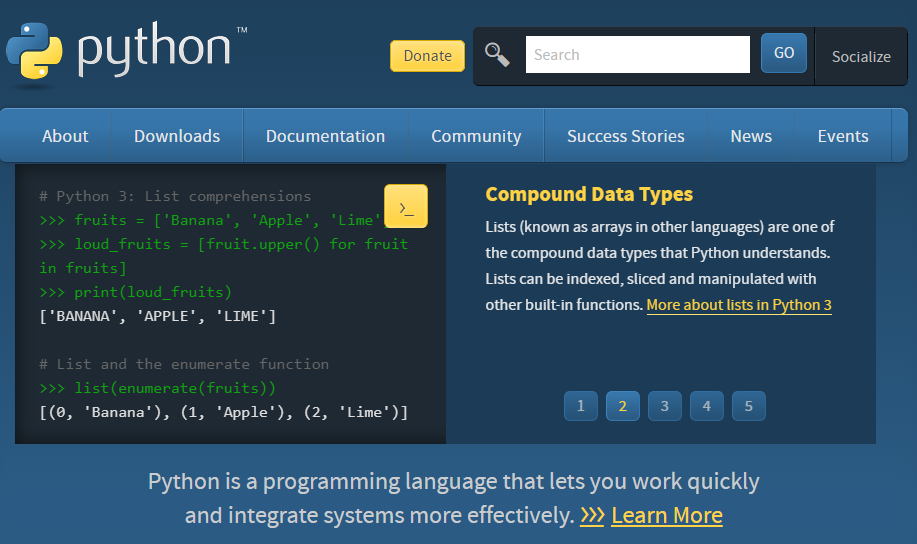 python™
Donate
Search
GO
Socialize
About Downloads Documentation Community Success Stories News Events
# Python 3: List comprehensions
>>> fruits = ['Banana', 'Apple', 'Lime'
>>> loud_fruits = [fruit.upper() for fruit
in fruits]
>>> print(loud_fruits)
['BANANA', 'APPLE', 'LIME']
# List and the enumerate function
>>> list(enumerate(fruits))
[(0, 'Banana'), (1, 'Apple'), (2, 'Lime')]
>_
Compound Data Types
Lists (known as arrays in other languages) are one of
the compound data types that Python understands.
Lists can be indexed, sliced and manipulated with
other built-in functions. More about lists in Python 3
1 2 3 4 5
Python is a programming language that lets you work quickly
and integrate systems more effectively. >>> Learn More